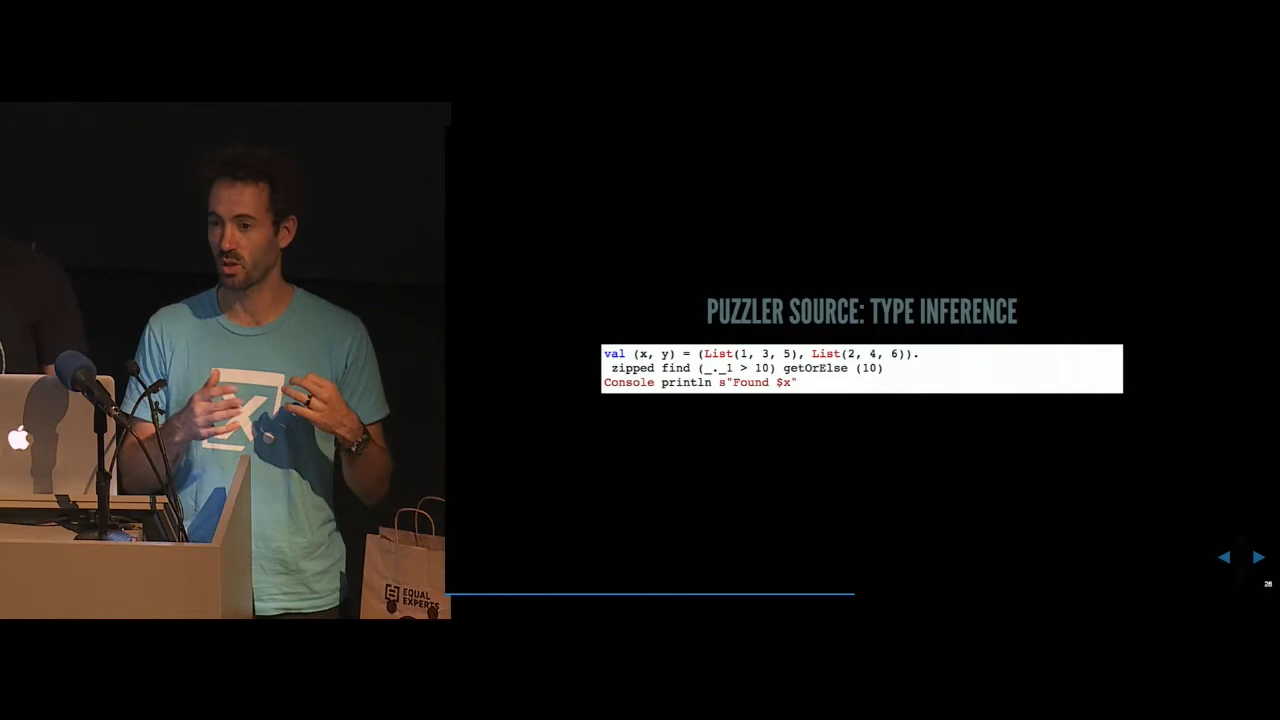 PUZZLER SOURCE: TYPE INFERENCE
val (x, y) = (List(1, 3, 5), List(2, 4, 6)).
 zipped find (_._1 > 10) getOrElse (10)
Console println s"Found $x"
EQUAL
EXPERTS
28